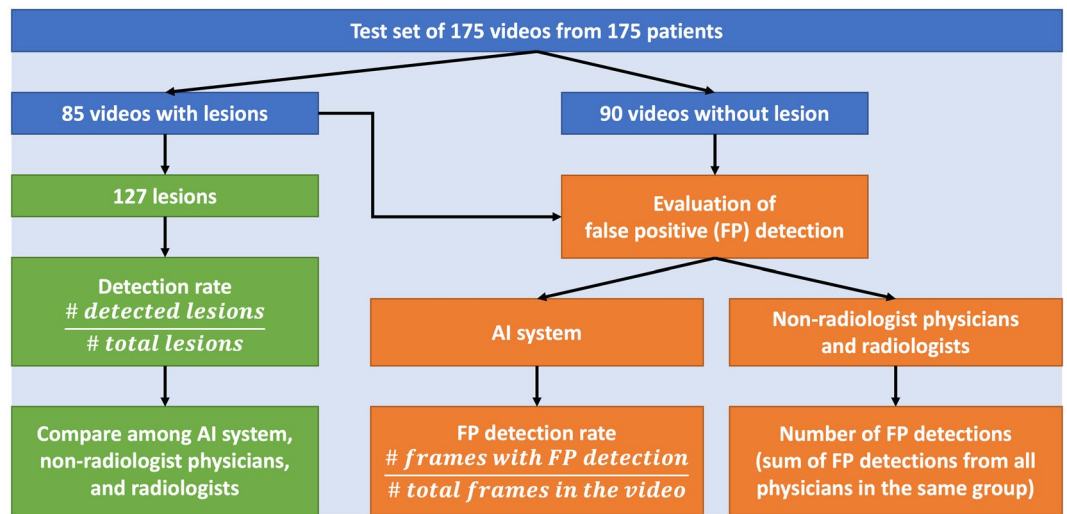 Test set of 175 videos from 175 patients
85 videos with lesions
90 videos without lesion
127 lesions
Evaluation of
false positive (FP) detection
Detection rate
# detected lesions
# total lesions
AI system
Non-radiologist physicians
and radiologists
Compare among AI system,
non-radiologist physicians,
and radiologists
FP detection rate
# frames with FP detection
# total frames in the video
Number of FP detections
(sum of FP detections from all
physicians in the same group)